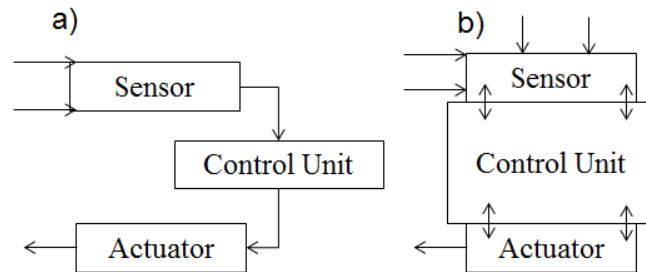 a)
Sensor
Control Unit
Actuator
b)
Sensor
Control Unit
Actuator